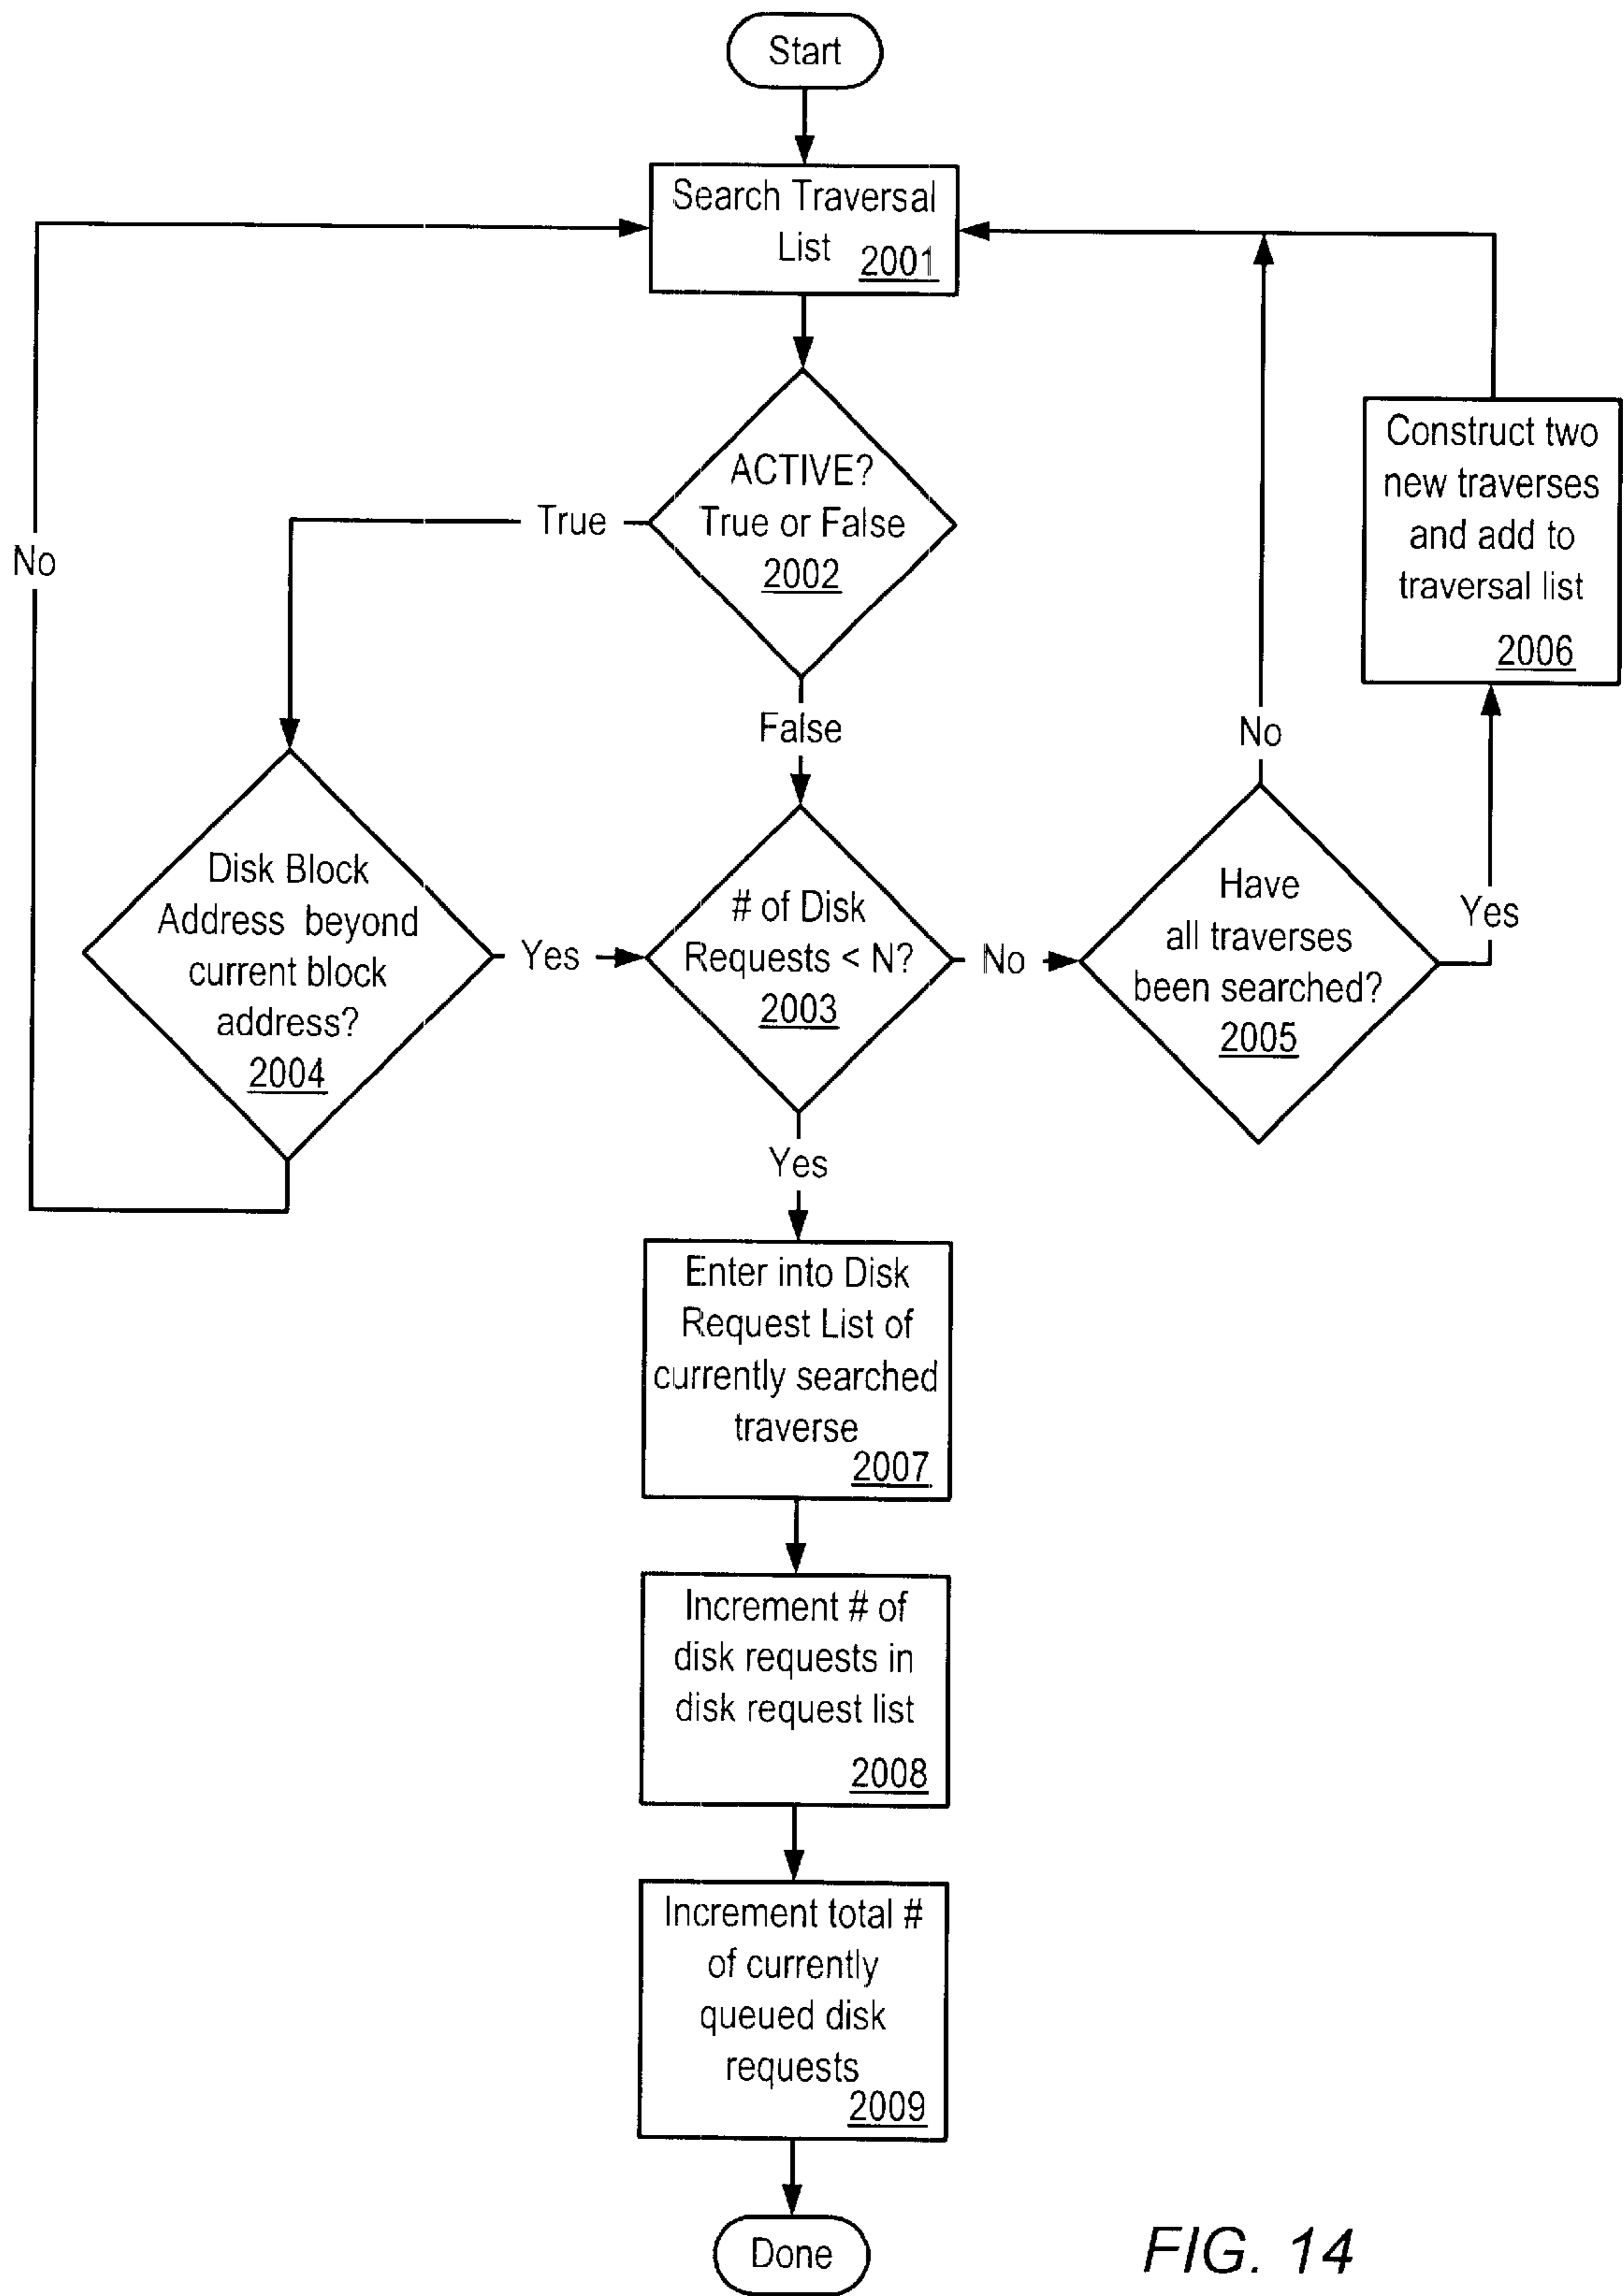 Start
Search Traversal
List 2001
ACTIVE?
True or False
2002
True
False
No
Disk Block
Address beyond
current block
address?
2004
Yes
# of Disk
Requests < N?
2003
No
Have
all traverses
been searched?
2005
No
Yes
Construct two
new traverses
and add to
traversal list
2006
Yes
Enter into Disk
Request List of
currently searched
traverse
2007
Increment # of
disk requests in
disk request list
2008
Increment total #
of currently
queued disk
requests
2009
Done
FIG. 14